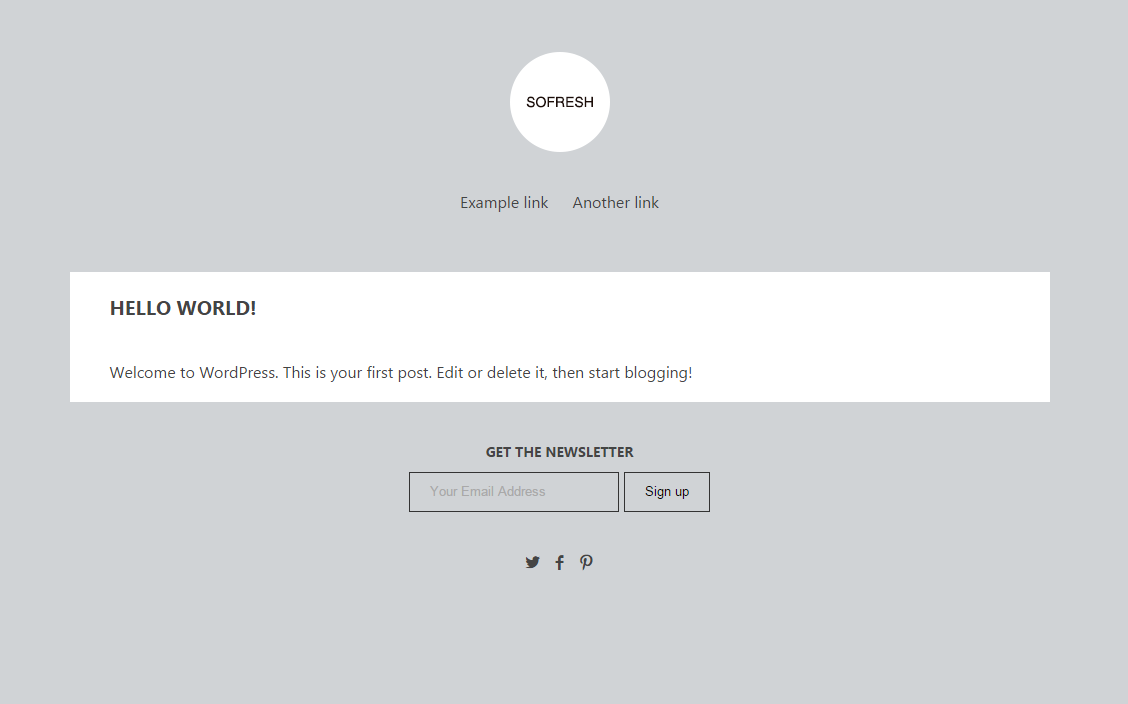 SOFRESH
Example link Another link
HELLO WORLD!
Welcome to WordPress. This is your first post. Edit or delete it, then start blogging!
GET THE NEWSLETTER
Your Email Address Sign up